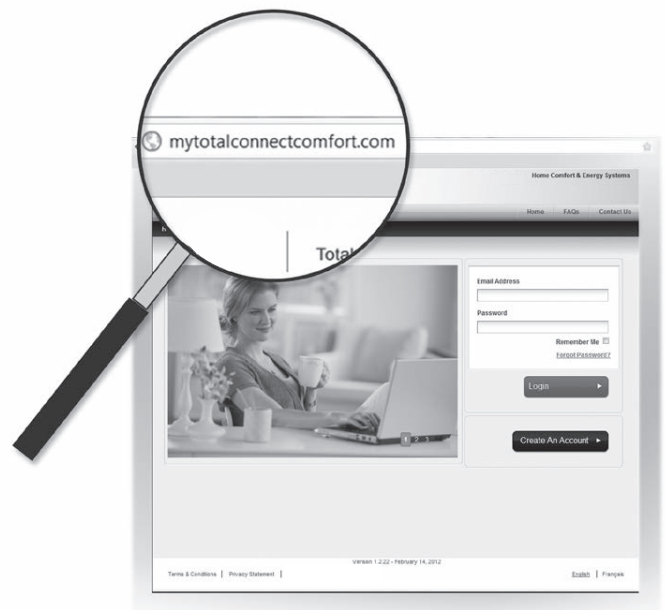 mytotalconnectcomfort.com
Home Comfort & Energy Systems
Home FAQs Contact Us
Total
Email Address
Password
Remember Me
Forgot Password?
Login
1 2 3
Create An Account
Version 1.2.22 - February 14, 2012
Terms & Conditions | Privacy Statement |
English | Français